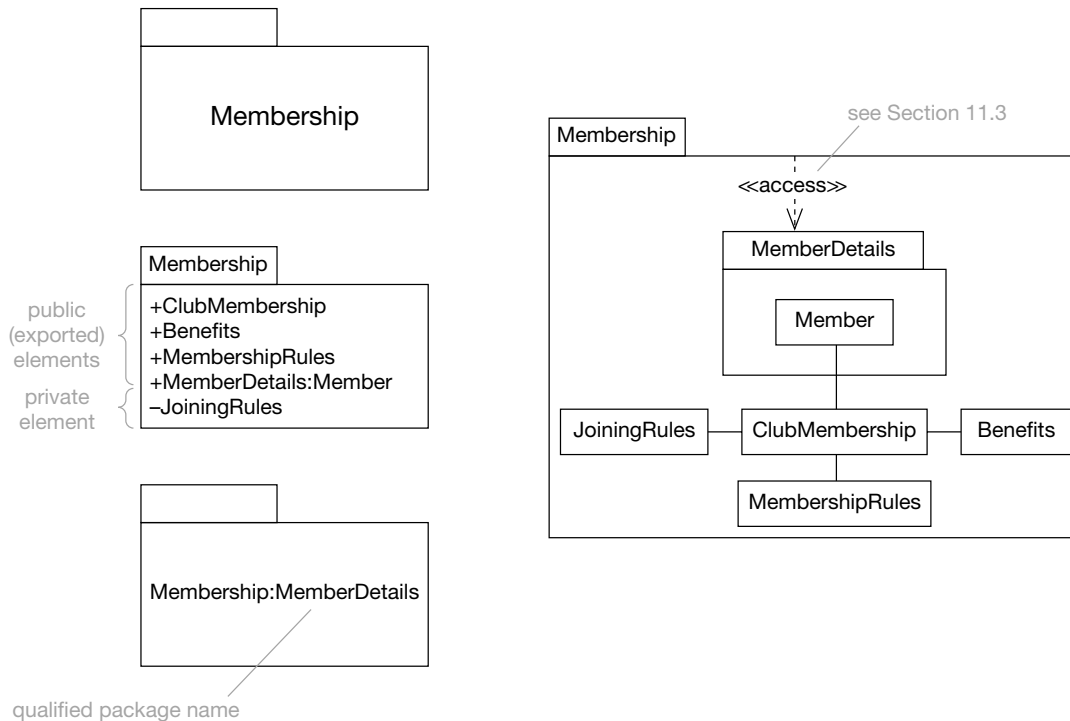 Membership
Membership
public
(exported)
elements
+ClubMembership
+Benefits
+MembershipRules
+MemberDetails:Member
private
element
–JoiningRules
Membership:MemberDetails
qualified package name
see Section 11.3
Membership
«access»
MemberDetails
Member
JoiningRules
ClubMembership
Benefits
MembershipRules